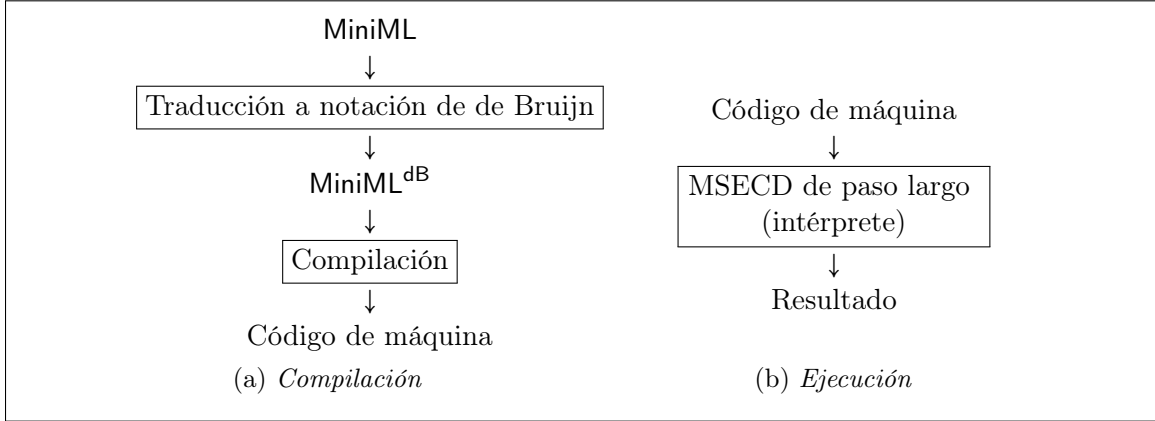 MiniML
↓
Traducción a notación de de Bruijn
↓
MiniML^dB
↓
Compilación
↓
Código de máquina
(a) Compilación
Código de máquina
↓
MSECD de paso largo
(intérprete)
↓
Resultado
(b) Ejecución